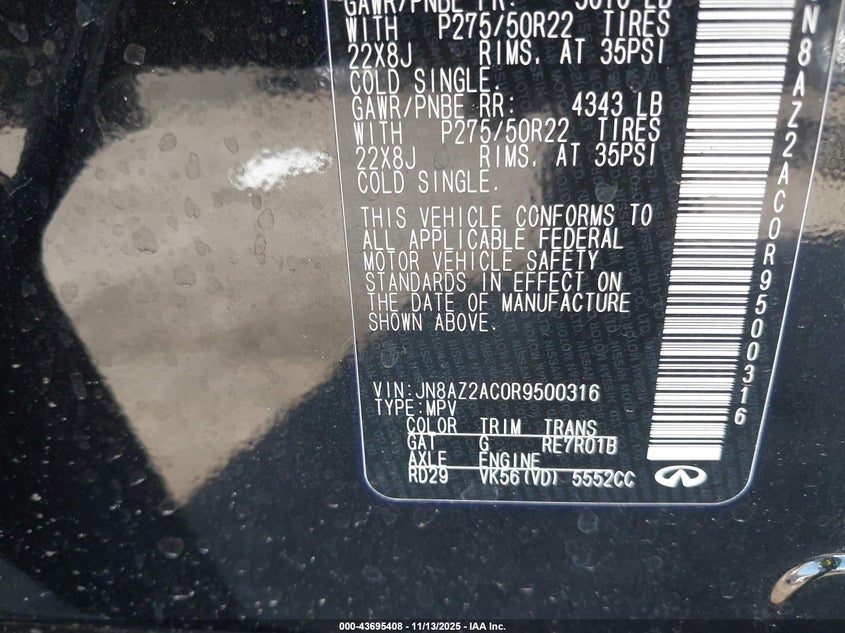 GAWR/PNBE FR: 3616 LB
WITH P275/50R22 TIRES
22X8J RIMS. AT 35PSI
COLD SINGLE.
GAWR/PNBE RR: 4343 LB
WITH P275/50R22 TIRES
22X8J RIMS. AT 35PSI
COLD SINGLE.
THIS VEHICLE CONFORMS TO
ALL APPLICABLE FEDERAL
MOTOR VEHICLE SAFETY
STANDARDS IN EFFECT ON
THE DATE OF MANUFACTURE
SHOWN ABOVE.
VIN:JN8AZ2AC0R9500316
TYPE:MPV
COLOR TRIM TRANS
GAT G RE7R01B
AXLE ENGINE
RD29 VK56(VD) 5552CC
N8AZ2AC0R9500316
000-43695408 - 11/13/2025 - IAA Inc.